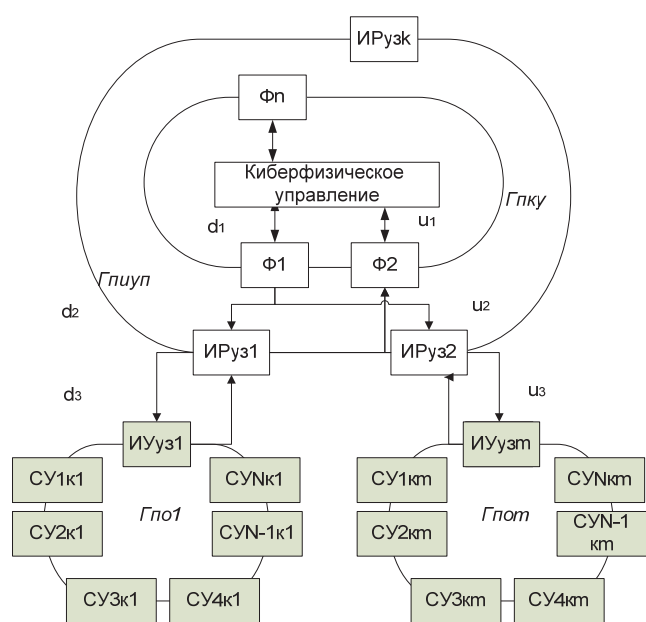 ИРузk
Фn
Киберфизическое
управление
Гпку
d1
u1
Ф1
Ф2
Гпиуп
d2
u2
ИРуз1
ИРуз2
d3
u3
ИУуз1
ИУузm
СУ1к1
СУNк1
СУ1кm
СУNкm
Гпо1
Гпоm
СУ2к1
СУN-1к1
СУ2кm
СУN-1
кm
СУ3к1
СУ4к1
СУ3кm
СУ4кm